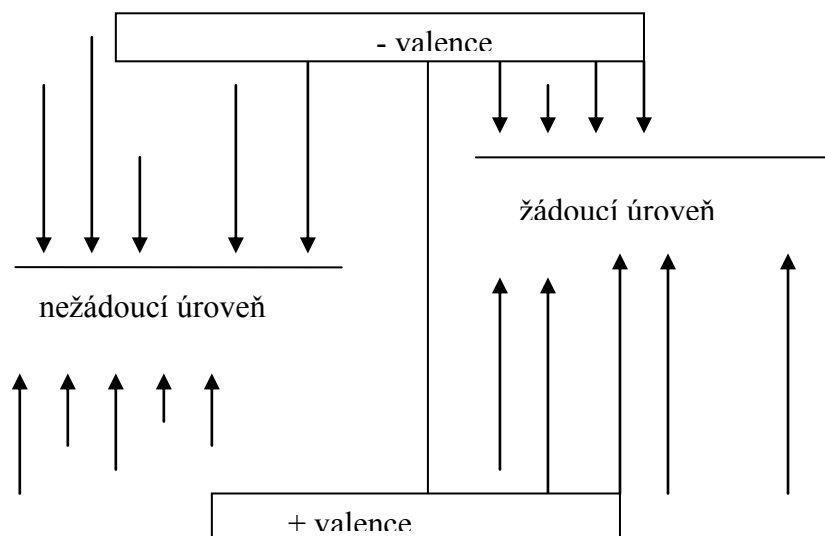 - valence
žádoucí úroveň
nežádoucí úroveň
+ valence